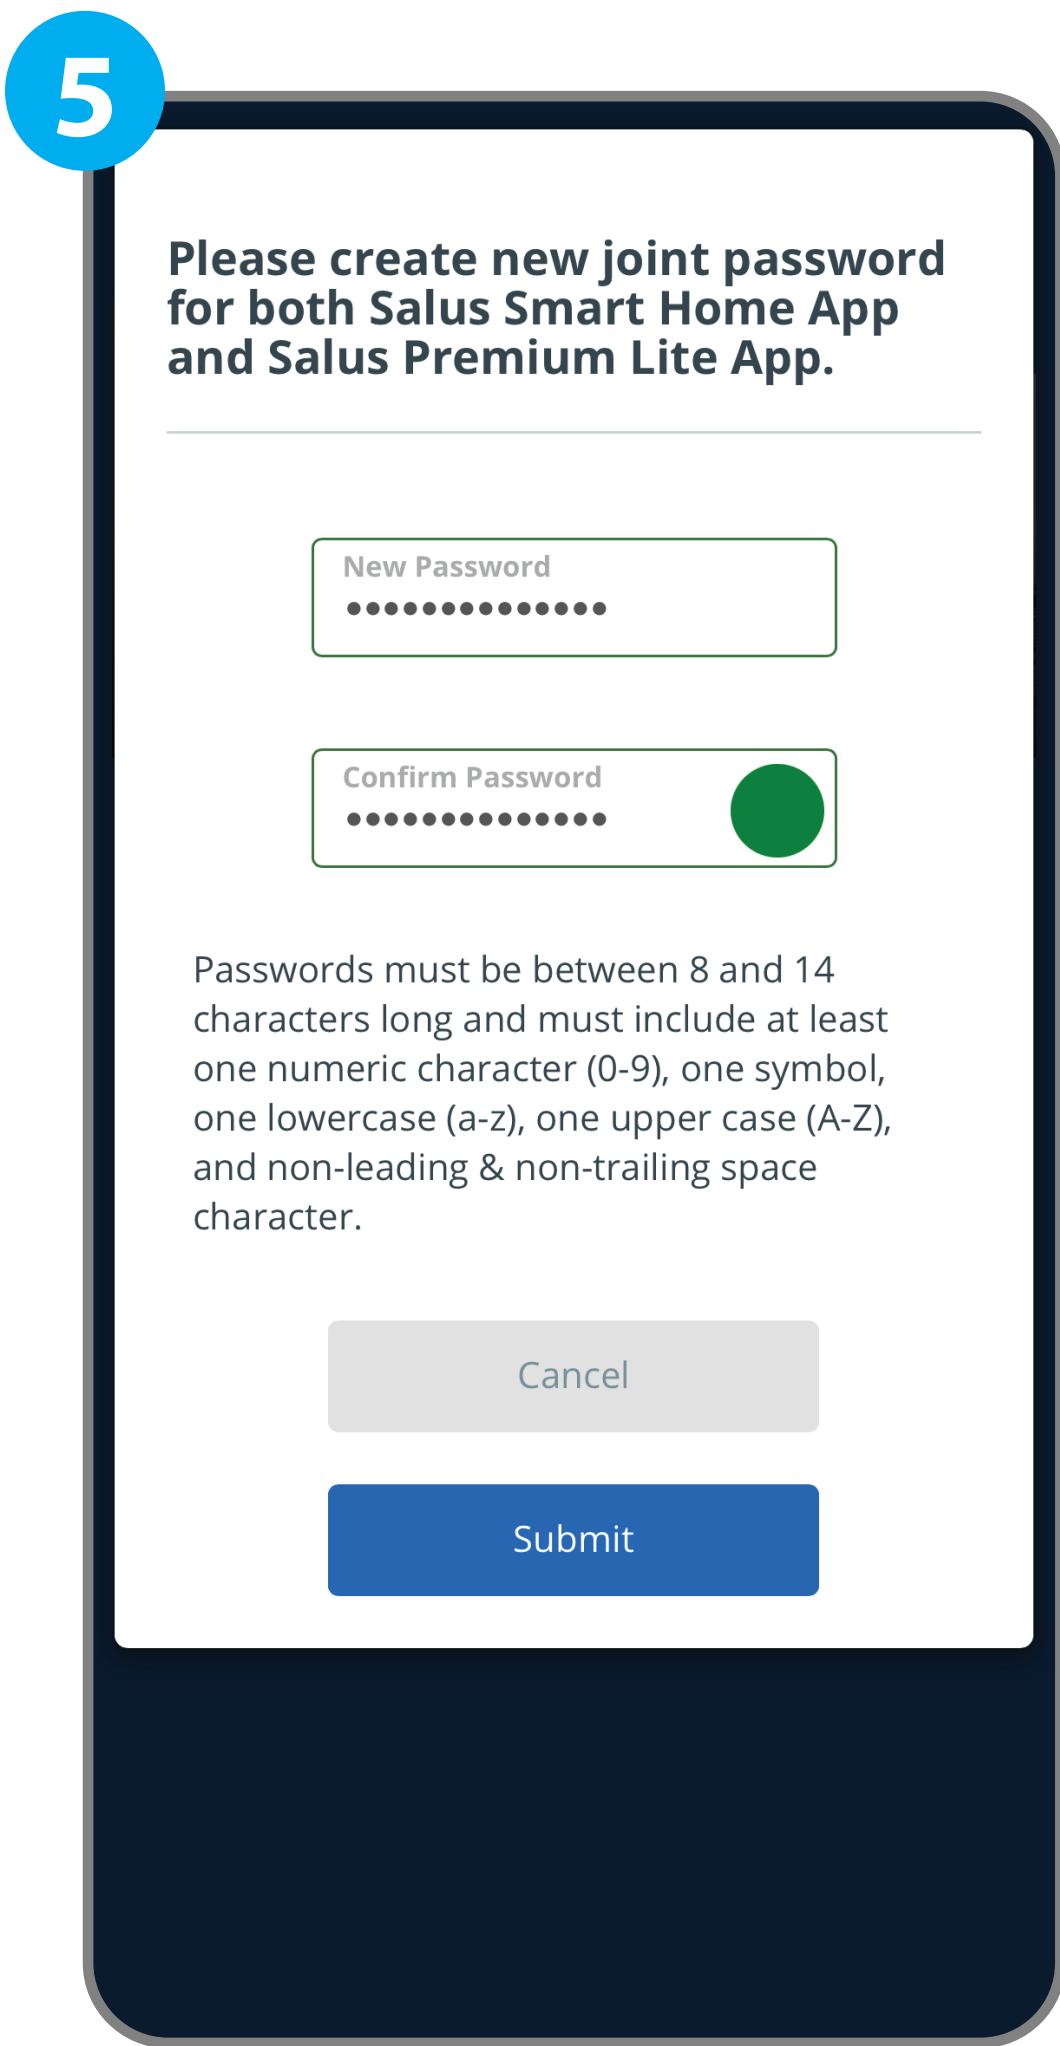 5
Please create new joint password
for both Salus Smart Home App
and Salus Premium Lite App.
New Password
••••••••••••••
Confirm Password
••••••••••••••
Passwords must be between 8 and 14
characters long and must include at least
one numeric character (0-9), one symbol,
one lowercase (a-z), one upper case (A-Z),
and non-leading & non-trailing space
character.
Cancel
Submit